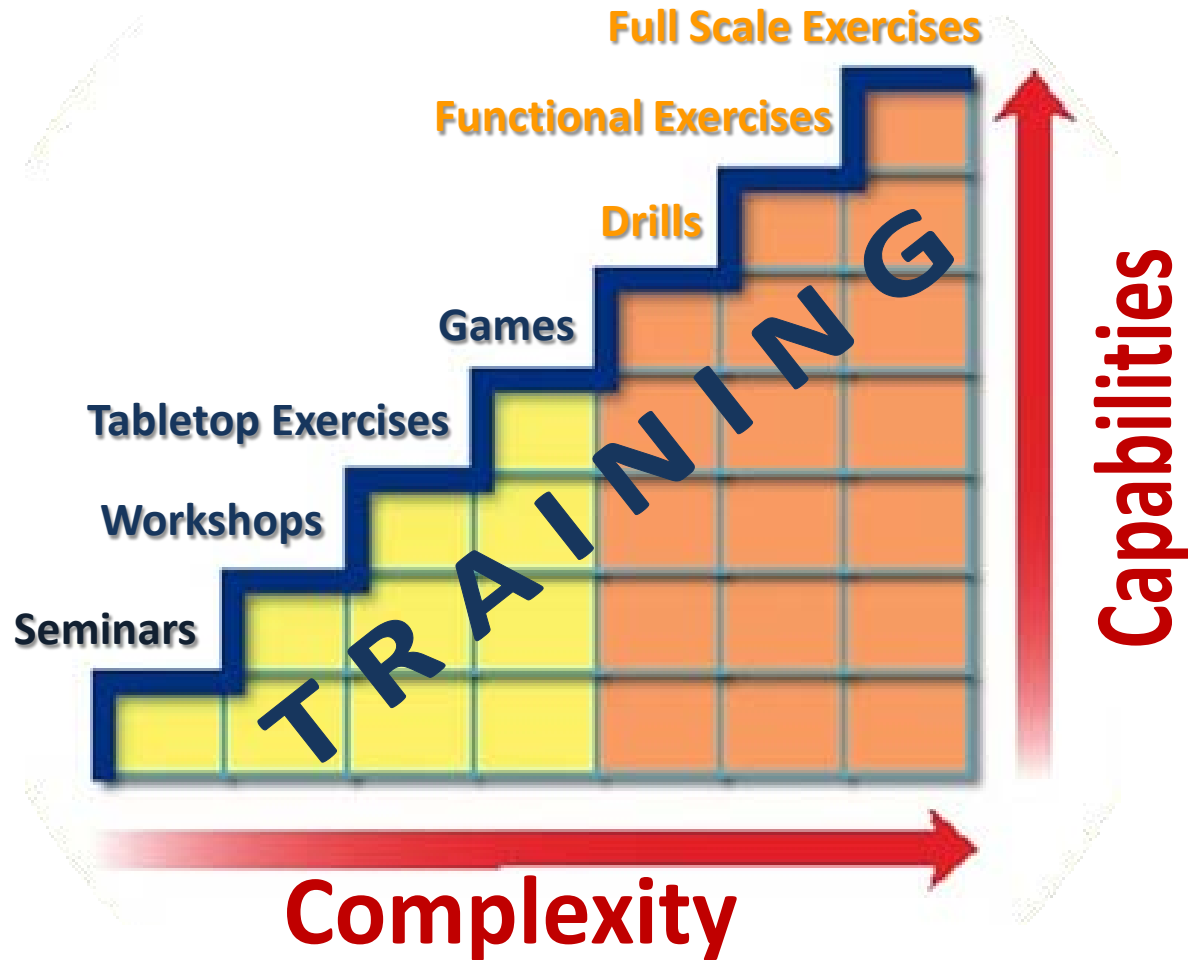 Full Scale Exercises
Functional Exercises
Drills
Games
Tabletop Exercises
Workshops
Seminars
TRAINING
Capabilities
Complexity